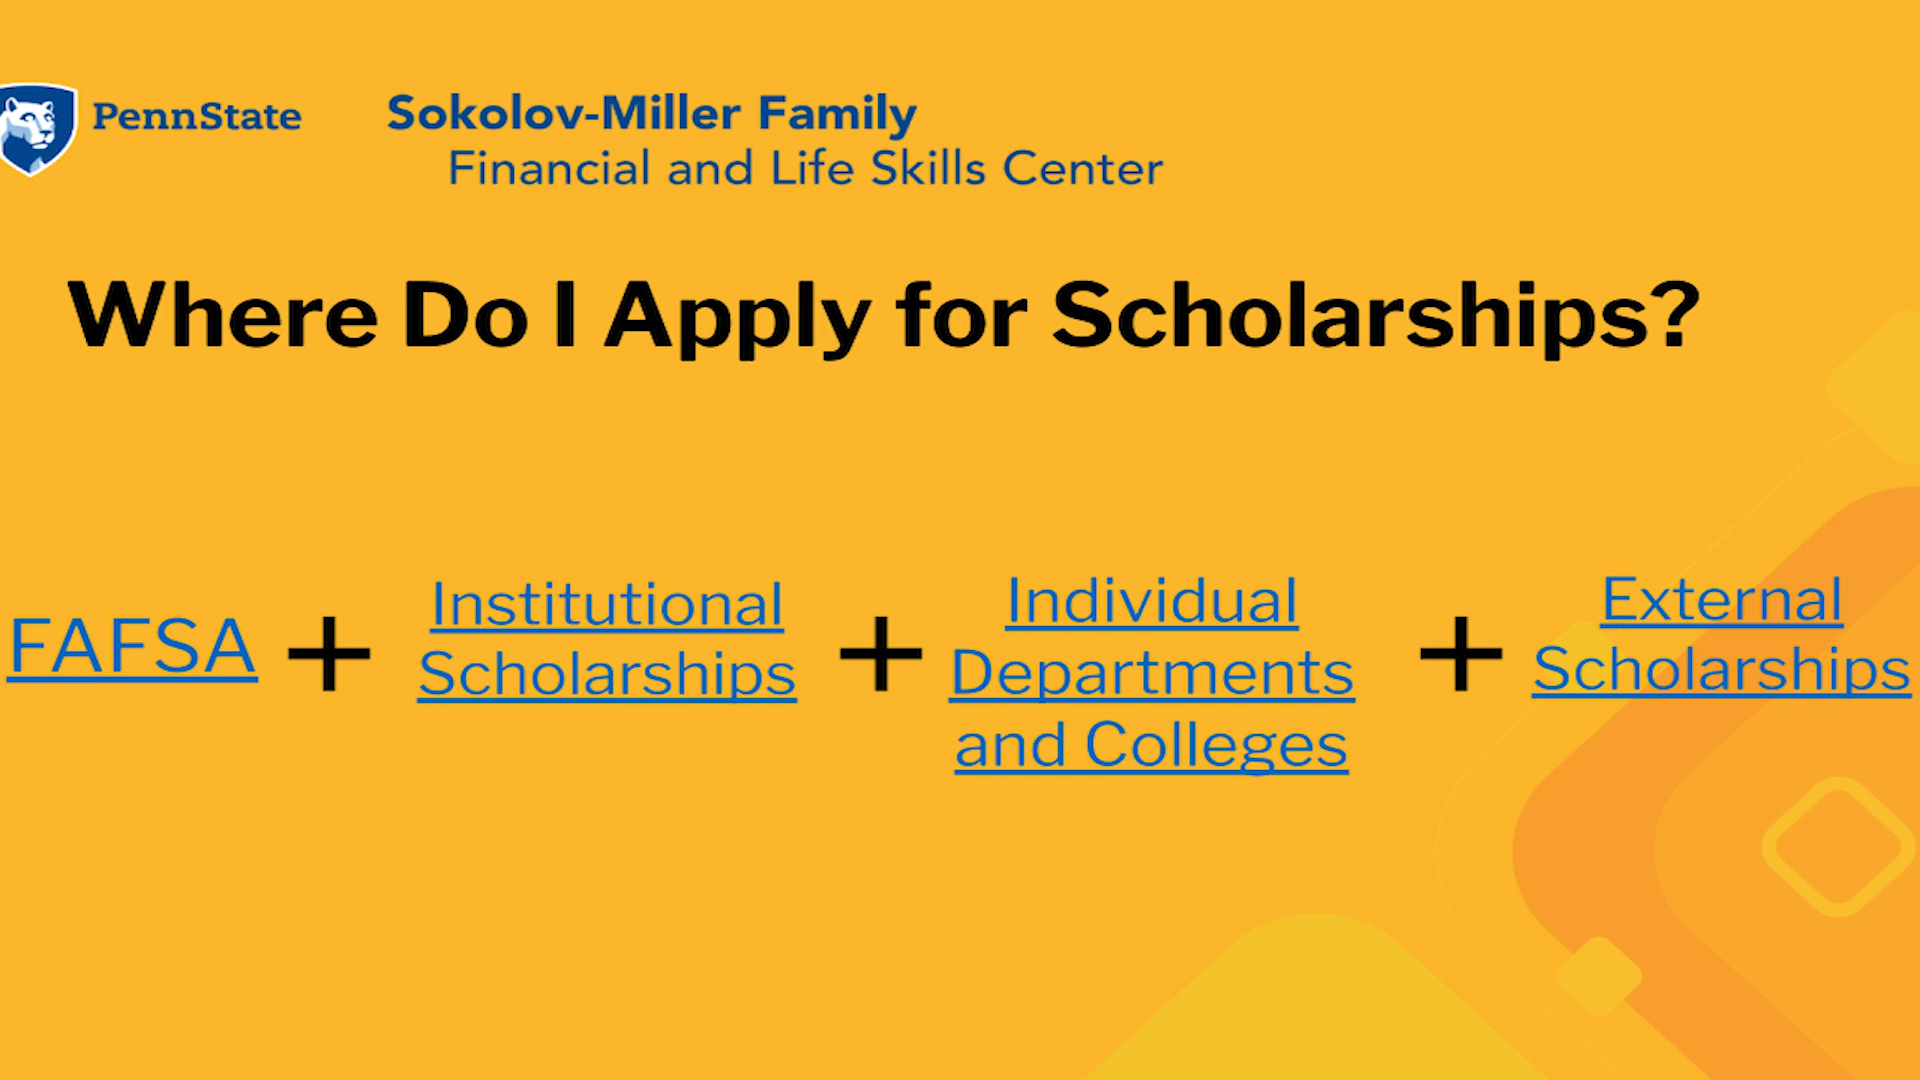 PennState
Sokolov-Miller Family
Financial and Life Skills Center
Where Do I Apply for Scholarships?
FAFSA
+
Institutional
Scholarships
+
Individual
Departments
and Colleges
+
External
Scholarships